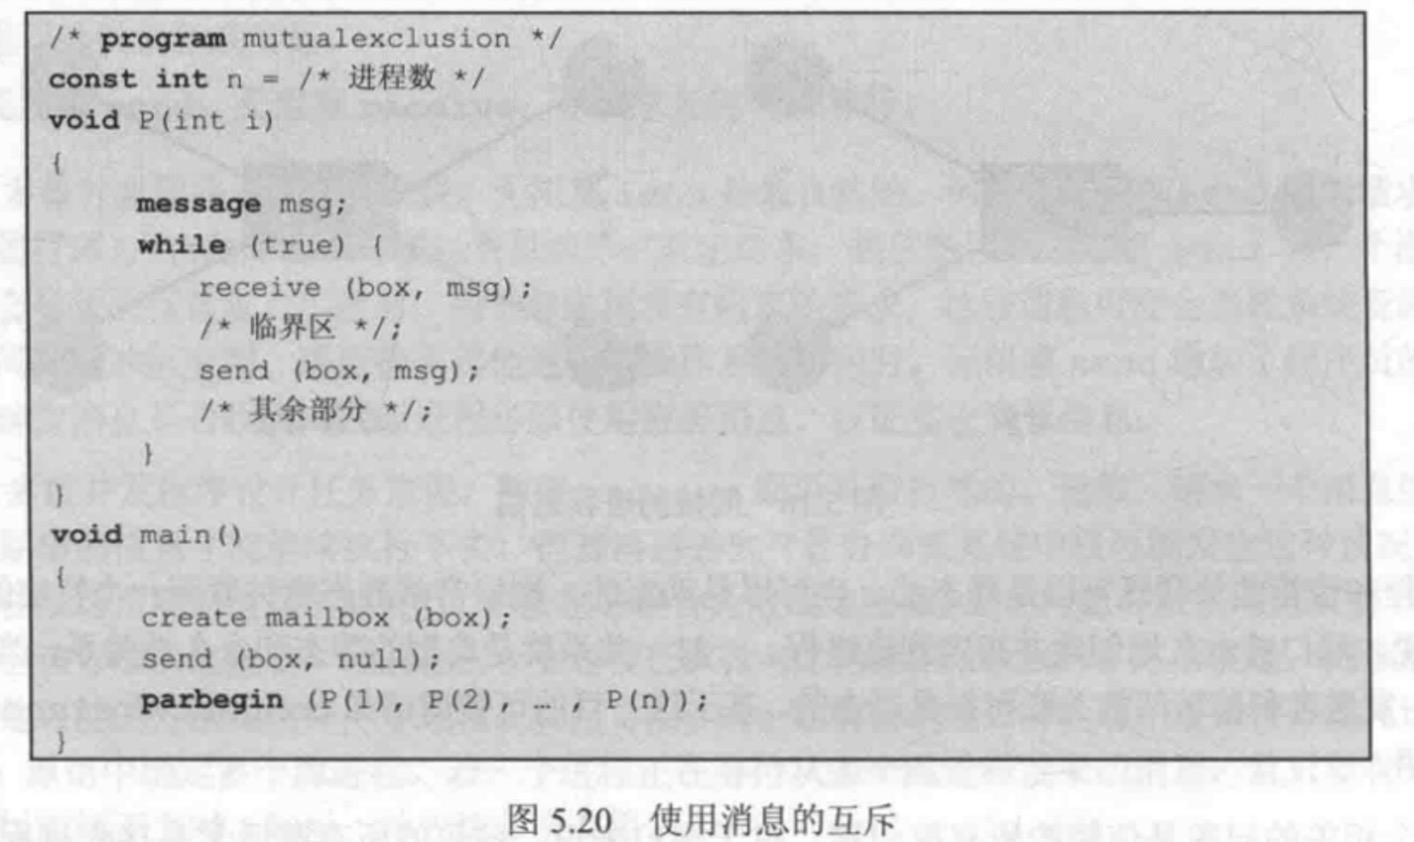 /* program mutualexclusion */
const int n = /* 进程数 */
void P(int i)
{
message msg;
while (true) {
receive (box, msg);
/* 临界区 */;
send (box, msg);
/* 其余部分 */;
}
}
void main()
{
create mailbox (box);
send (box, null);
parbegin (P(1), P(2), … , P(n));
}
图 5.20 使用消息的互斥